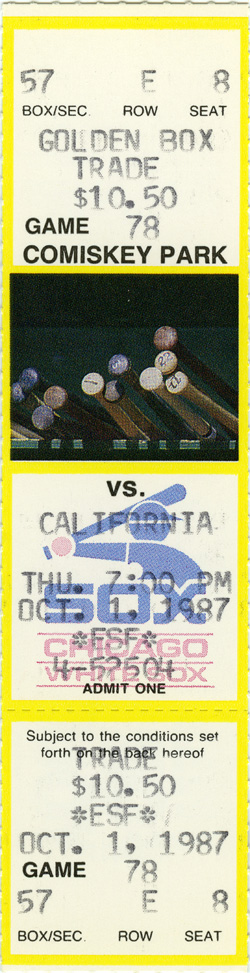 57 E 8
BOX/SEC. ROW SEAT
GOLDEN BOX
TRADE
$10.50
GAME 78
COMISKEY PARK
VS.
CALIFORNIA
THU. 7:00 PM
SOX
OCT. 1, 1987
*ESF*
CHICAGO
4-52504
WHITE SOX
ADMIT ONE
Subject to the conditions set
forth on the back hereof
TRADE
$10.50
*ESF*
OCT. 1, 1987
GAME 78
57 E 8
BOX/SEC. ROW SEAT